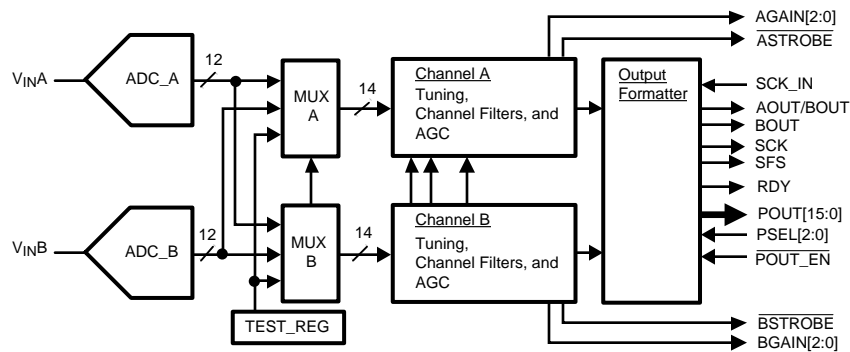 AGAIN[2:0]
ASTROBE
VINA
ADC_A
12
MUX
A
14
Channel A
Tuning,
Channel Filters, and
AGC
Output
Formatter
SCK_IN
AOUT/BOUT
BOUT
SCK
SFS
RDY
POUT[15:0]
PSEL[2:0]
POUT_EN
VINB
ADC_B
12
MUX
B
14
Channel B
Tuning,
Channel Filters, and
AGC
TEST_REG
BSTROBE
BGAIN[2:0]